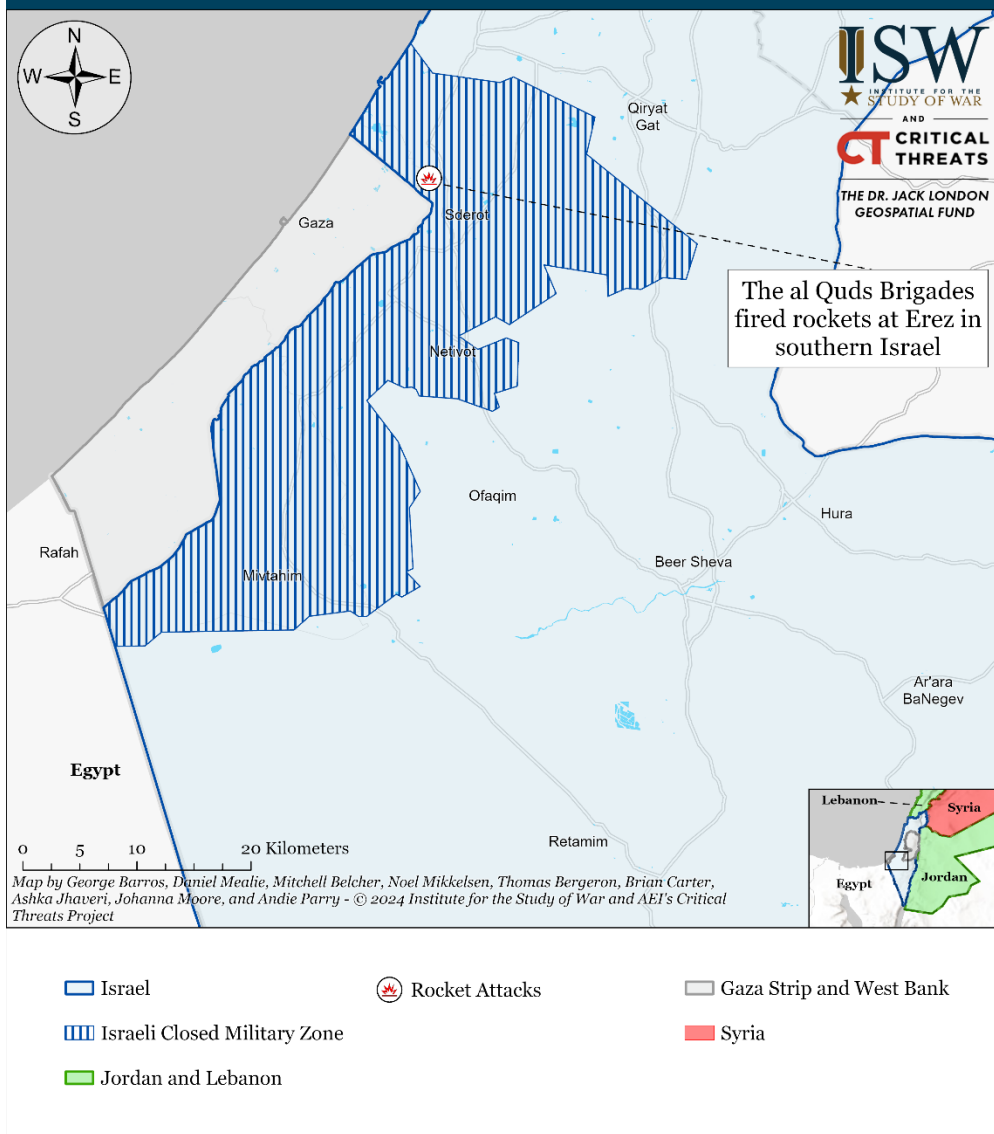 N
W E
S
ISW
INSTITUTE FOR THE
STUDY OF WAR
AND
CT CRITICAL
THREATS
THE DR. JACK LONDON
GEOSPATIAL FUND
Qiryat
Gat
Gaza
Sderot
The al Quds Brigades
fired rockets at Erez in
southern Israel
Netivot
Ofaqim
Hura
Rafah
Beer Sheva
Mivtahim
Ar'ara
BaNegev
Egypt
Retamim
0 5 10 20 Kilometers
Lebanon
Syria
Egypt
Jordan
Map by George Barros, Daniel Mealie, Mitchell Belcher, Noel Mikkelsen, Thomas Bergeron, Brian Carter,
Ashka Jhaveri, Johanna Moore, and Andie Parry - © 2024 Institute for the Study of War and AEI's Critical
Threats Project
Israel
Rocket Attacks
Gaza Strip and West Bank
Israeli Closed Military Zone
Syria
Jordan and Lebanon